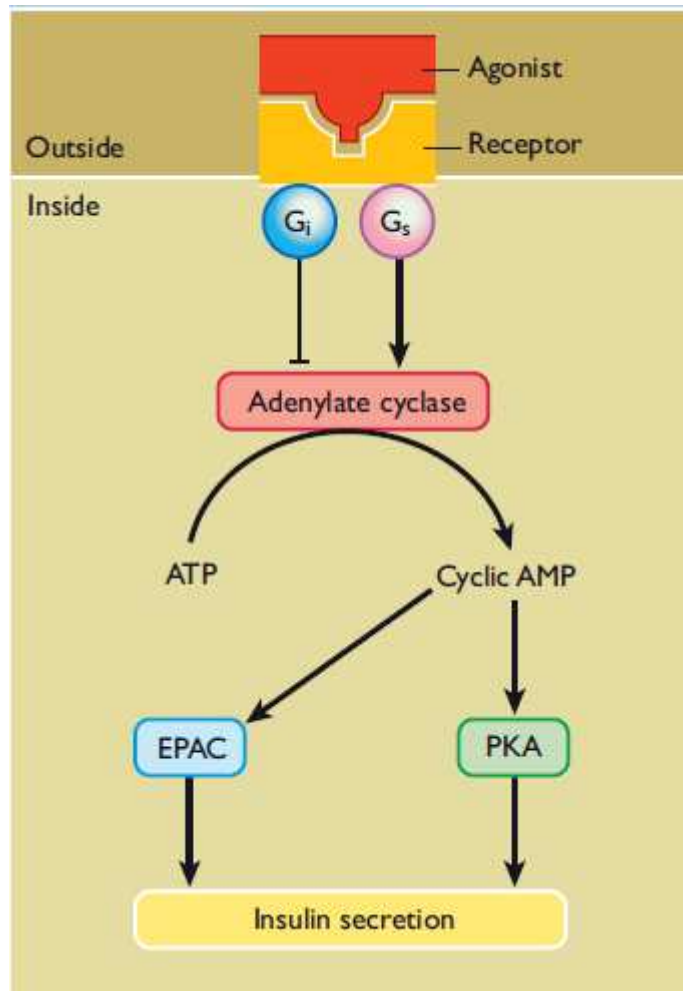 Agonist
Receptor
Outside
Inside
Gi
Gs
Adenylate cyclase
ATP
Cyclic AMP
EPAC
PKA
Insulin secretion